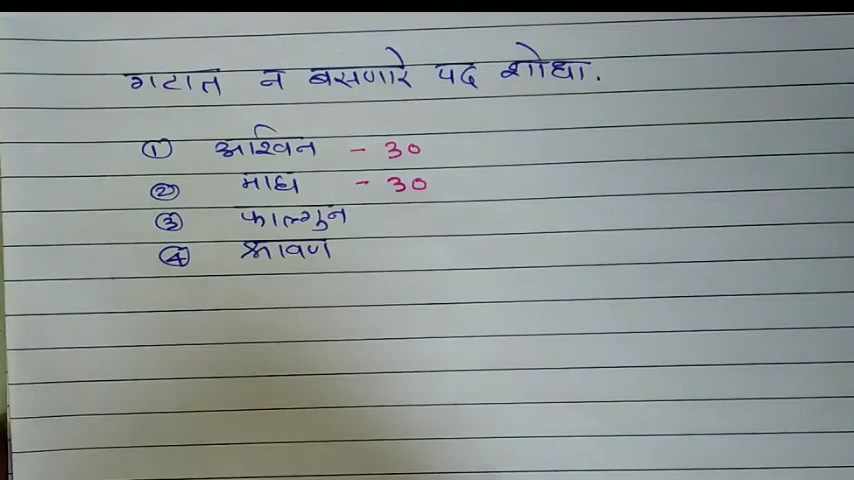 गटात न बसणारे पद शोधा.
① अश्विन - 30
② माघ - 30
③ फाल्गुन
④ श्रावण